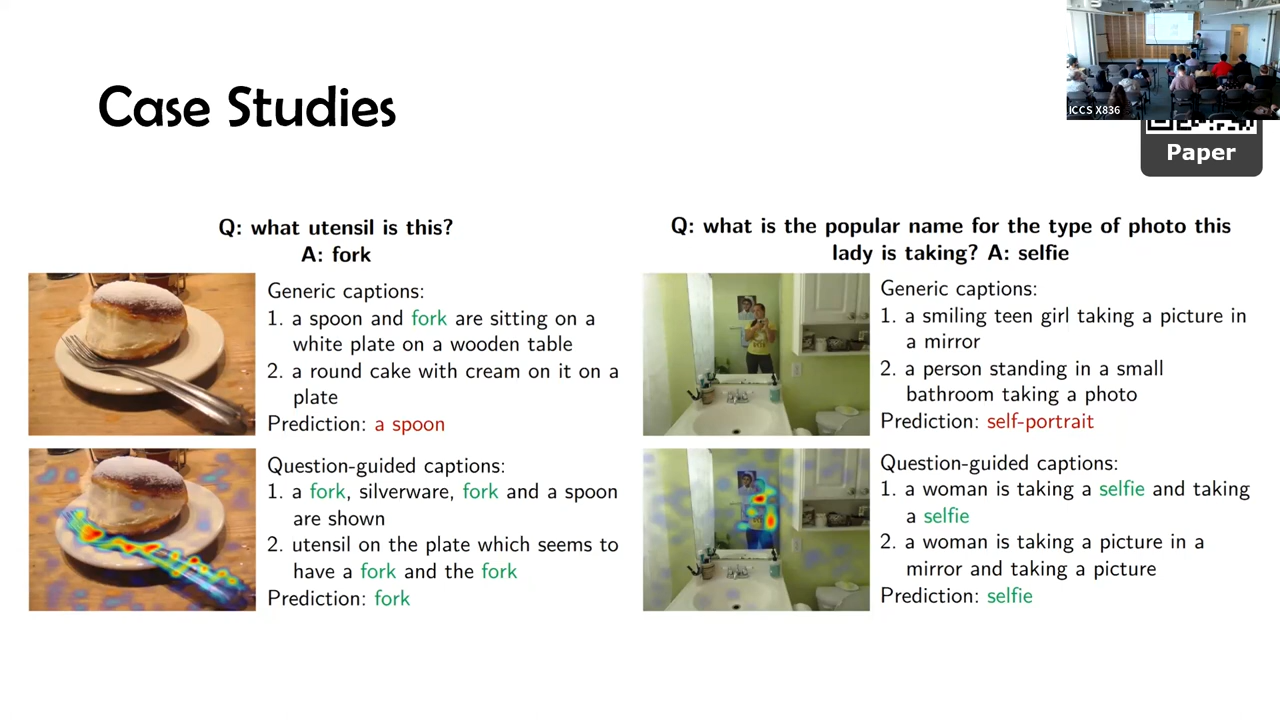 Case Studies
ICCS X836
Paper
Q: what utensil is this?
A: fork
Generic captions:
1. a spoon and fork are sitting on a
white plate on a wooden table
2. a round cake with cream on it on a
plate
Prediction: a spoon
Question-guided captions:
1. a fork, silverware, fork and a spoon
are shown
2. utensil on the plate which seems to
have a fork and the fork
Prediction: fork
Q: what is the popular name for the type of photo this
lady is taking? A: selfie
Generic captions:
1. a smiling teen girl taking a picture in
a mirror
2. a person standing in a small
bathroom taking a photo
Prediction: self-portrait
Question-guided captions:
1. a woman is taking a selfie and taking
a selfie
2. a woman is taking a picture in a
mirror and taking a picture
Prediction: selfie